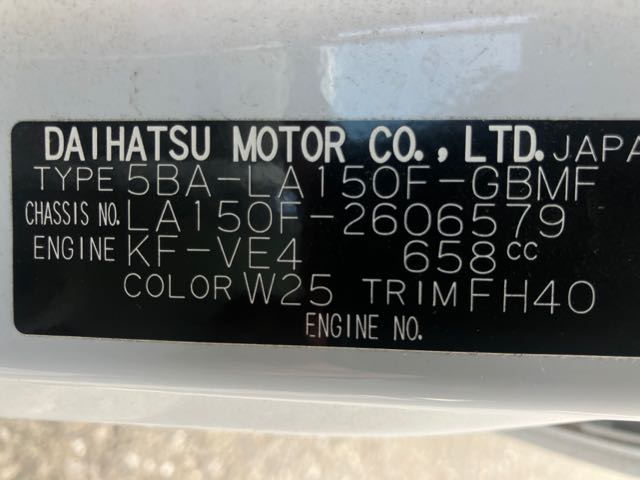 DAIHATSU MOTOR CO., LTD. JAPA
TYPE 5BA-LA150F-GBMF
CHASSIS NO. LA150F-2606579
ENGINE KF-VE4 658cc
COLOR W25 TRIM FH40
ENGINE NO.